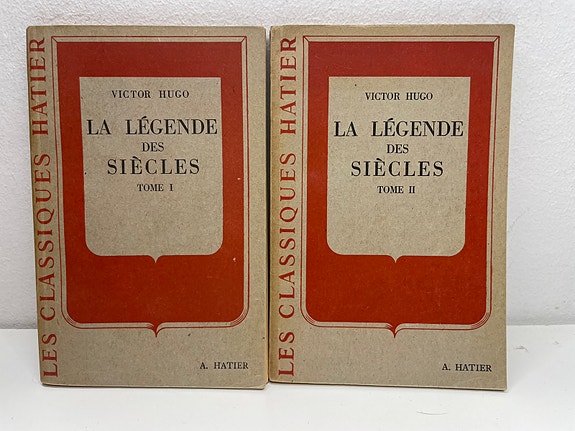 LES CLASSIQUES HATIER
VICTOR HUGO
LA LÉGENDE
DES
SIÈCLES
TOME I
A. HATIER
LES CLASSIQUES HATIER
VICTOR HUGO
LA LÉGENDE
DES
SIÈCLES
TOME II
A. HATIER